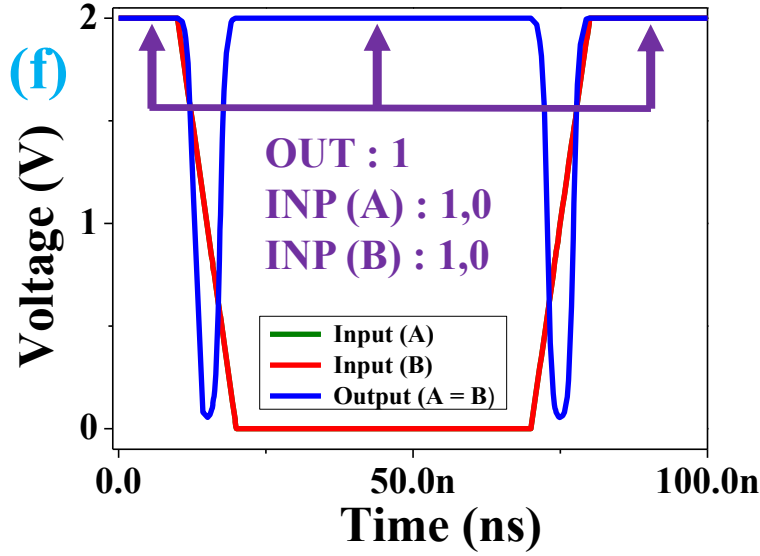 (f)
Voltage (V)
2
1
0
OUT : 1
INP (A) : 1,0
INP (B) : 1,0
Input (A)
Input (B)
Output (A = B)
0.0
50.0n
100.0n
Time (ns)